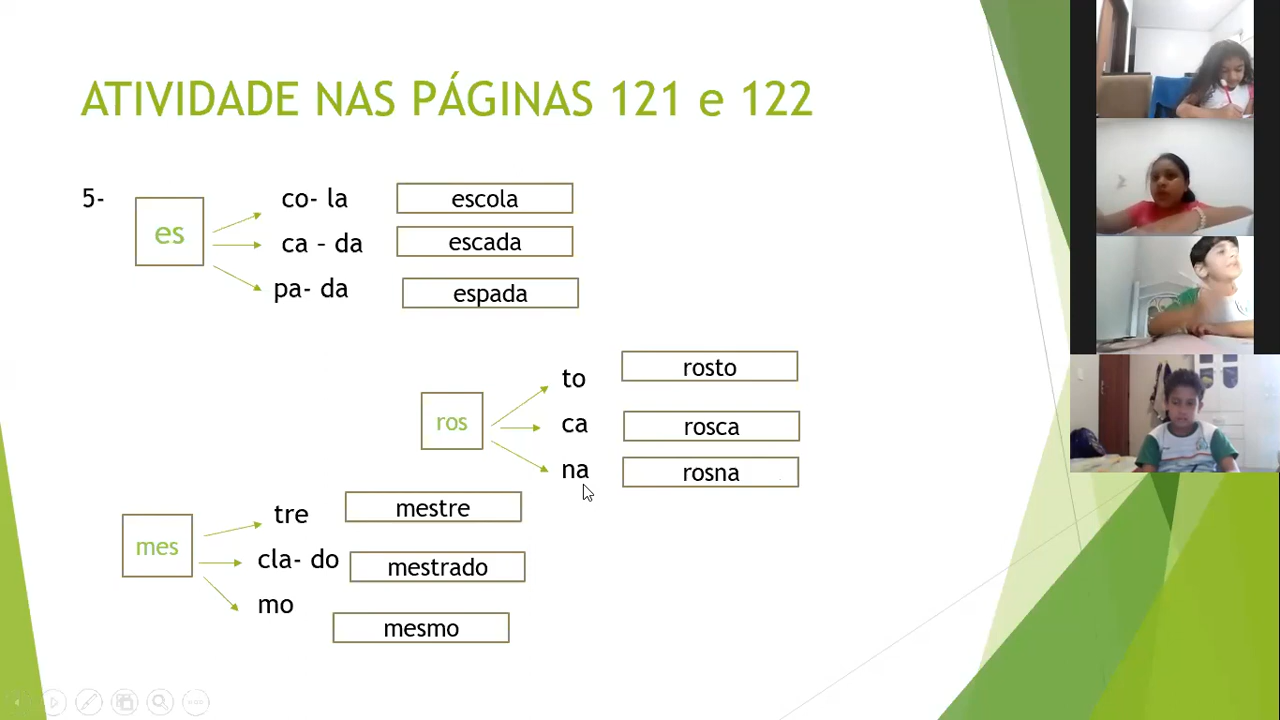 ATIVIDADE NAS PÁGINAS 121 e 122
5-
es
co- la escola
ca – da escada
pa- da espada
ros
to rosto
ca rosca
na rosna
mes
tre mestre
cla- do mestrado
mo mesmo